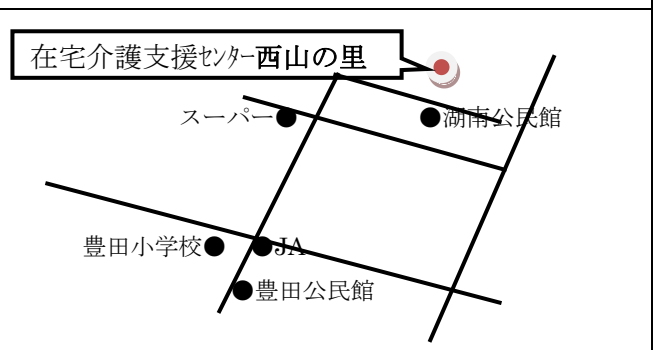 在宅介護支援ｾﾝﾀｰ西山の里
スーパー●
●湖南公民館
豊田小学校●
●JA
●豊田公民館